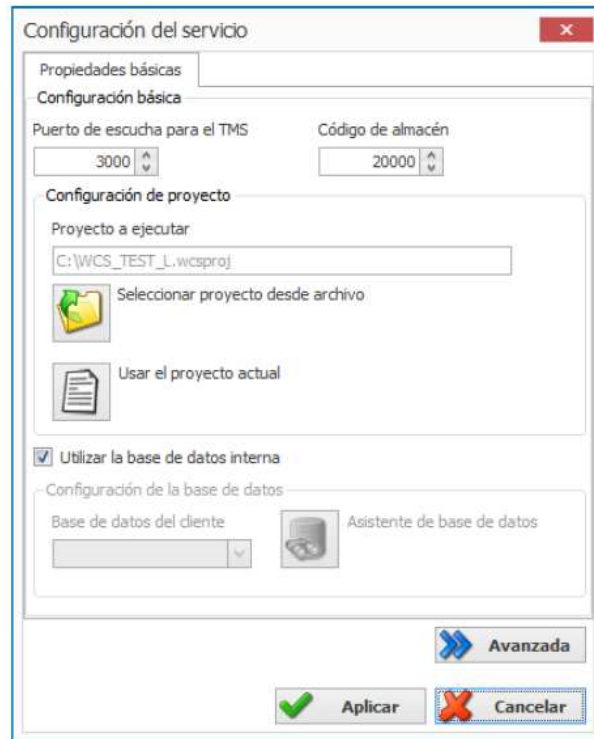 Configuración del servicio
Propiedades básicas
Configuración básica
Puerto de escucha para el TMS
Código de almacén
3000
20000
Configuración de proyecto
Proyecto a ejecutar
C:\WCS_TEST_L.wcsproj
Seleccionar proyecto desde archivo
Usar el proyecto actual
Utilizar la base de datos interna
Configuración de la base de datos
Base de datos del cliente
Asistente de base de datos
Avanzada
Aplicar
Cancelar